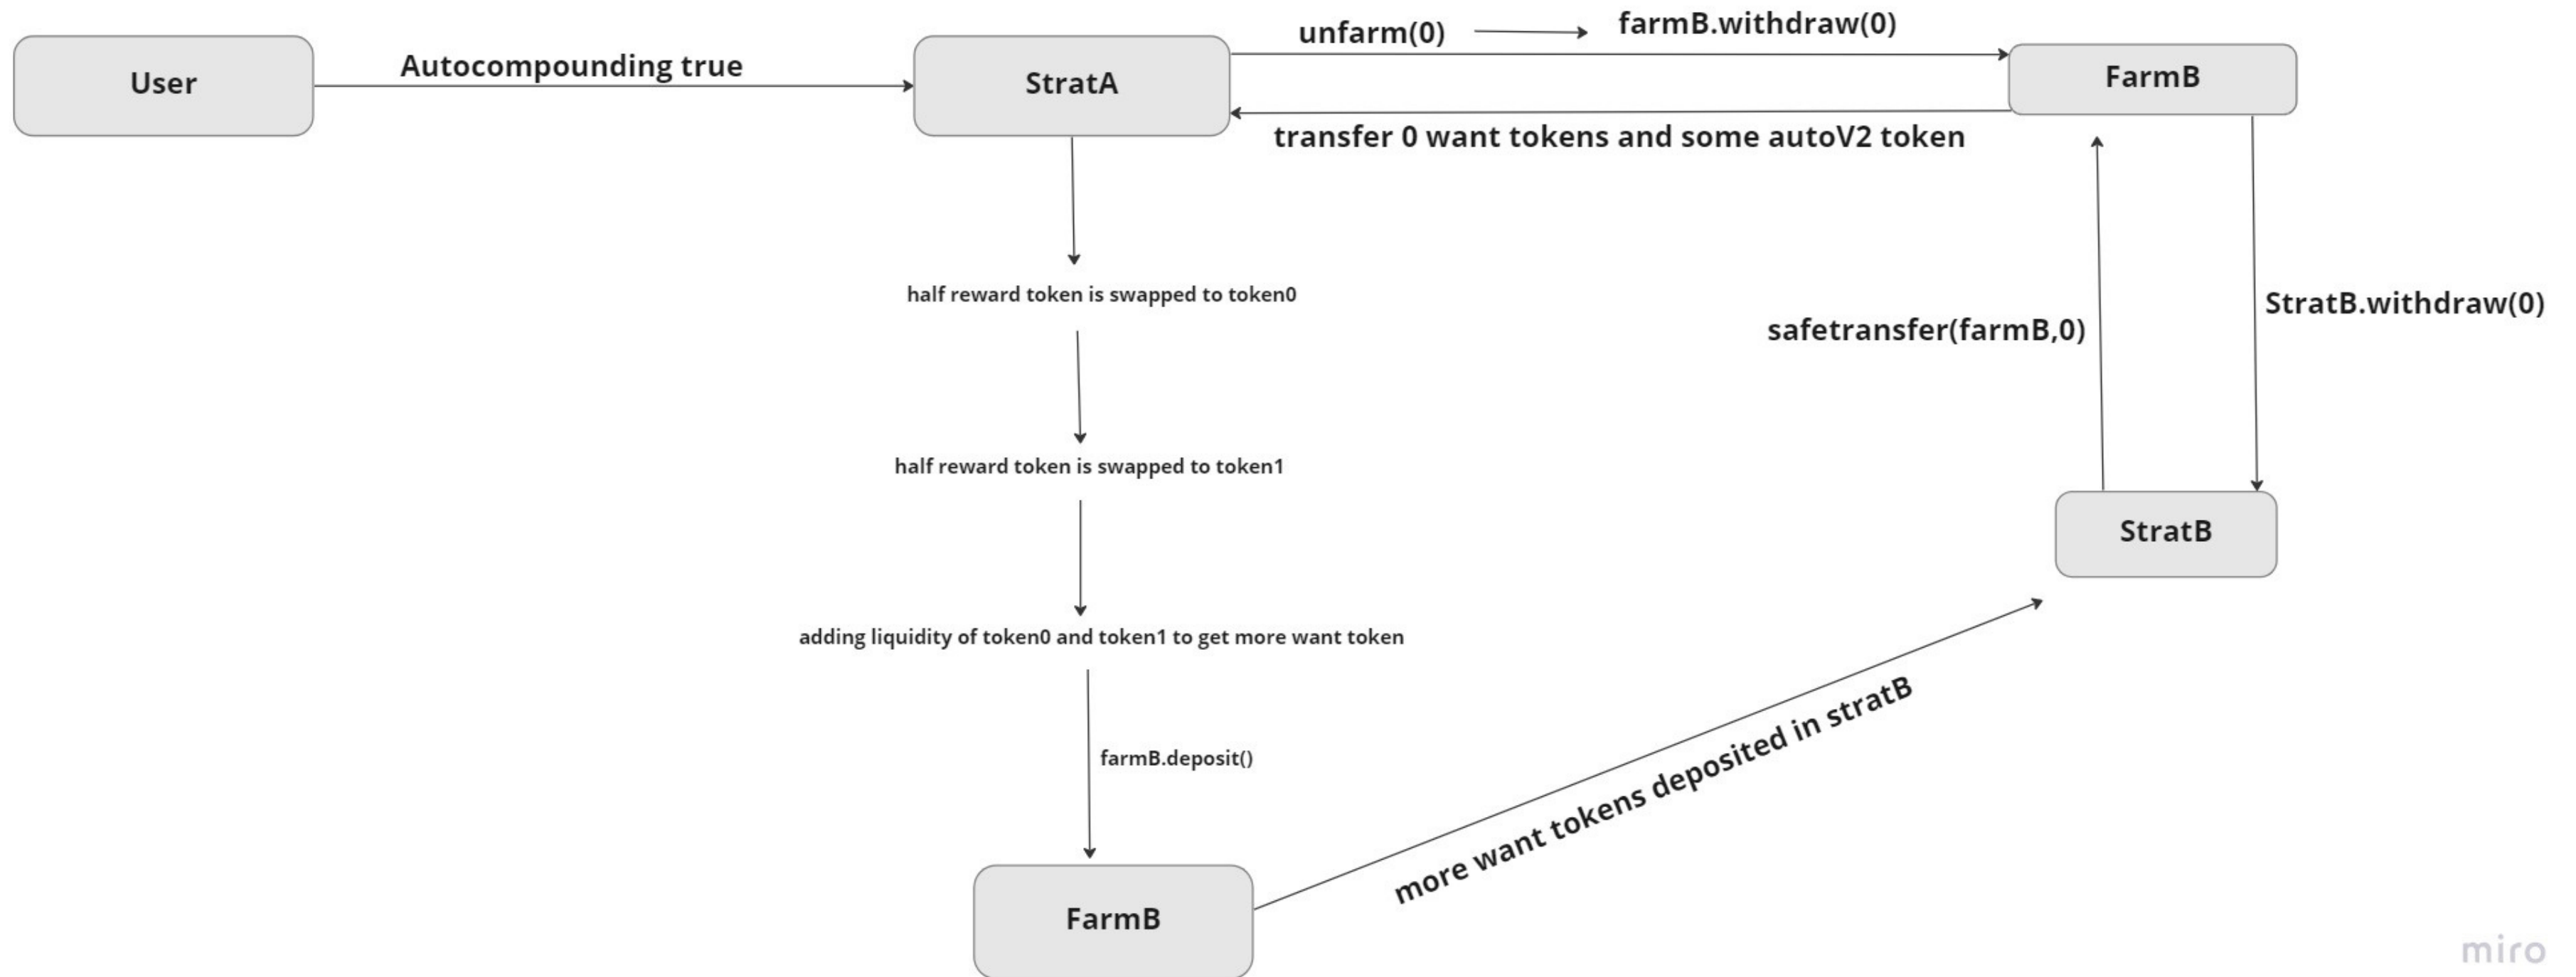 unfarm(0)
farmB.withdraw(0)
User
Autocompounding true
StratA
FarmB
transfer 0 want tokens and some autoV2 token
half reward token is swapped to token0
safetransfer(farmB,0)
StratB.withdraw(0)
half reward token is swapped to token1
StratB
adding liquidity of token0 and token1 to get more want token
farmB.deposit()
more want tokens deposited in stratB
FarmB
miro